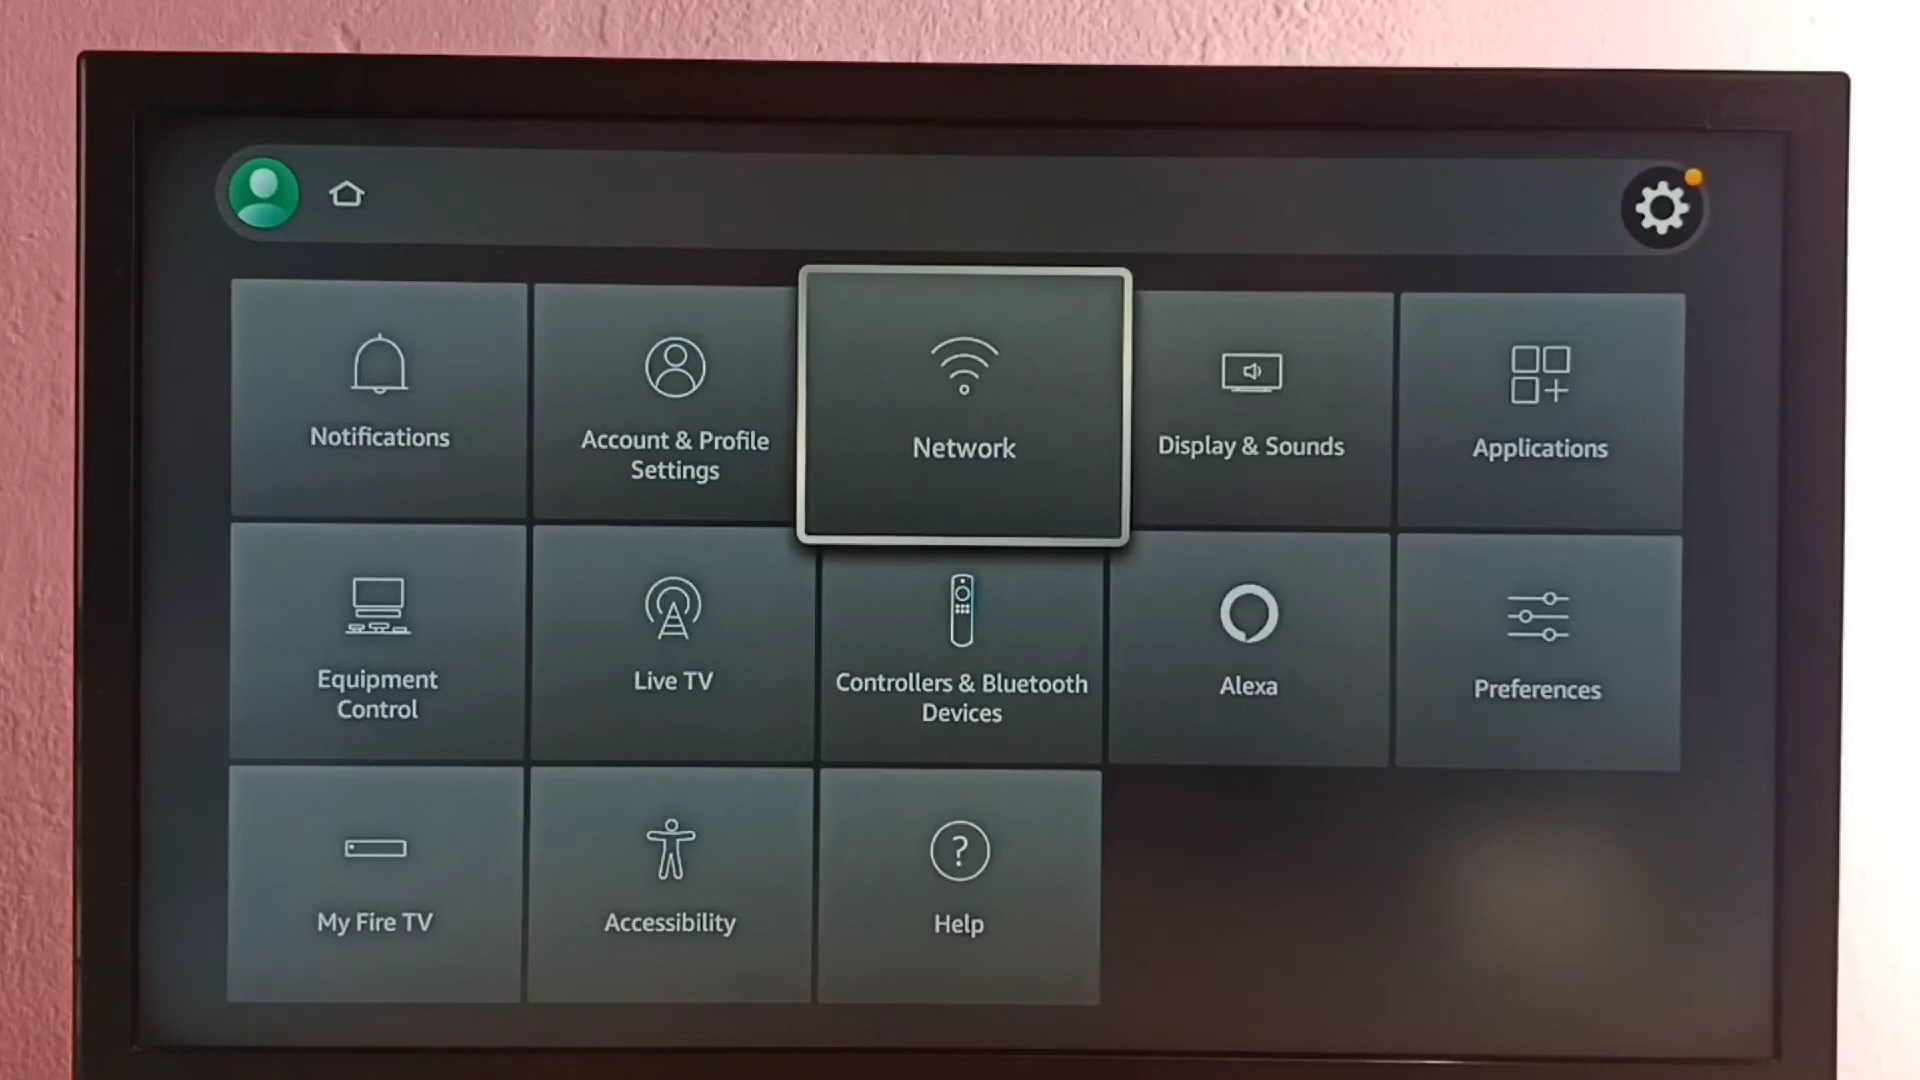 Notifications
Account & Profile
Settings
Network
Display & Sounds
Applications
Equipment
Control
Live TV
Controllers & Bluetooth
Devices
Alexa
Preferences
My Fire TV
Accessibility
?
Help